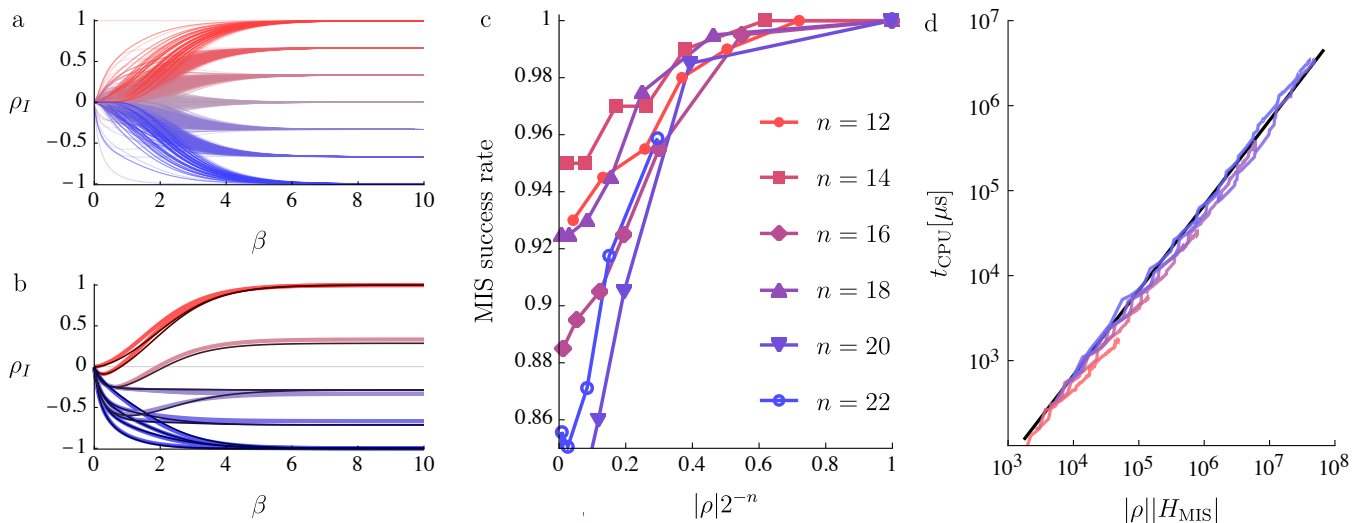 a
1
0.5
0
−0.5
−1
ρ_I
0 2 4 6 8 10
β
b
1
0.5
0
−0.5
−1
ρ_I
0 2 4 6 8 10
β
c
MIS success rate
1
0.98
0.96
0.94
0.92
0.9
0.88
0.86
0 0.2 0.4 0.6 0.8 1
|ρ|2^{−n}
n = 12
n = 14
n = 16
n = 18
n = 20
n = 22
d
t_CPU[μs]
10^7
10^6
10^5
10^4
10^3
10^3 10^4 10^5 10^6 10^7 10^8
|ρ||H_MIS|